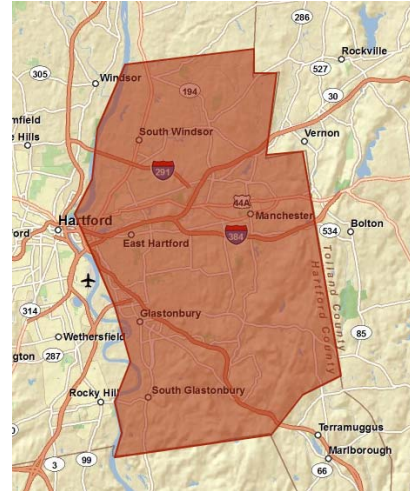 286
Rockville
305
Windsor
527
194
30
mfield
e Hills
South Windsor
Vernon
291
44A
Hartford
Manchester
ford
East Hartford
384
534
Bolton
Tolland County
Hartford County
314
Glastonbury
85
Wethersfield
ngton
287
Rocky Hill
South Glastonbury
Terramuggus
99
3
Marlborough
66